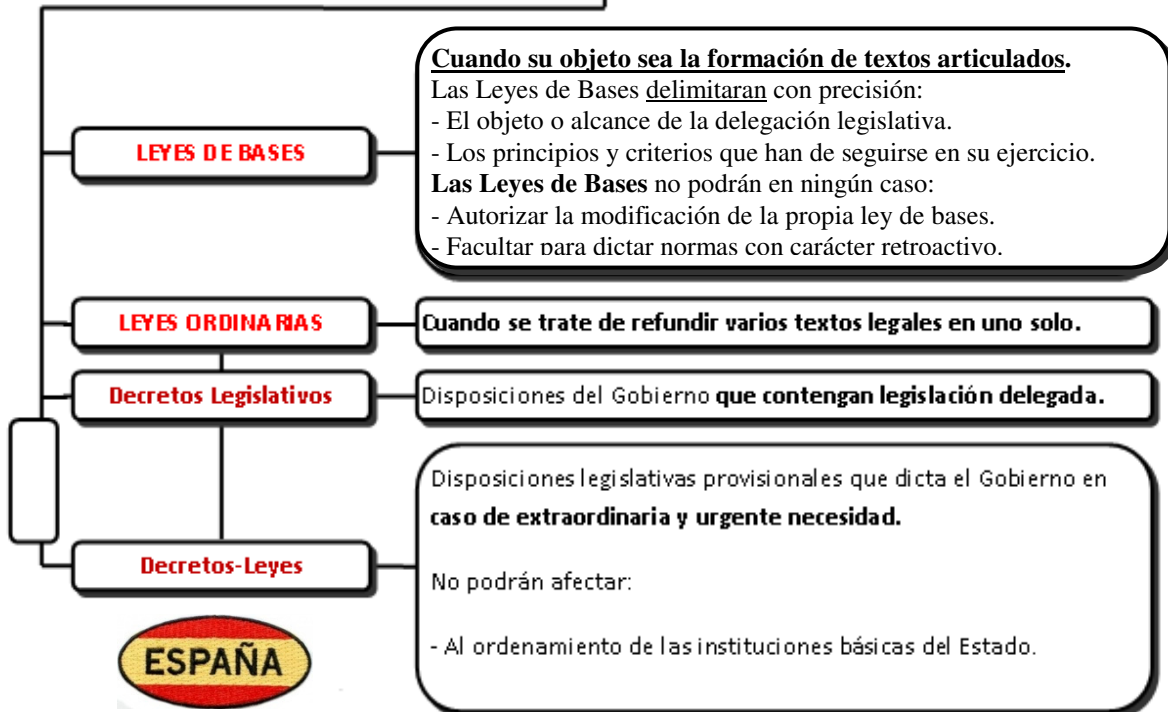 Cuando su objeto sea la formación de textos articulados.
Las Leyes de Bases delimitaran con precisión:
- El objeto o alcance de la delegación legislativa.
- Los principios y criterios que han de seguirse en su ejercicio.
Las Leyes de Bases no podrán en ningún caso:
- Autorizar la modificación de la propia ley de bases.
- Facultar para dictar normas con carácter retroactivo.
LEYES DE BASES
LEYES ORDINARIAS
Cuando se trate de refundir varios textos legales en uno solo.
Decretos Legislativos
Disposiciones del Gobierno que contengan legislación delegada.
Decretos-Leyes
Disposiciones legislativas provisionales que dicta el Gobierno en
caso de extraordinaria y urgente necesidad.
No podrán afectar:
- Al ordenamiento de las instituciones básicas del Estado.
ESPAÑA